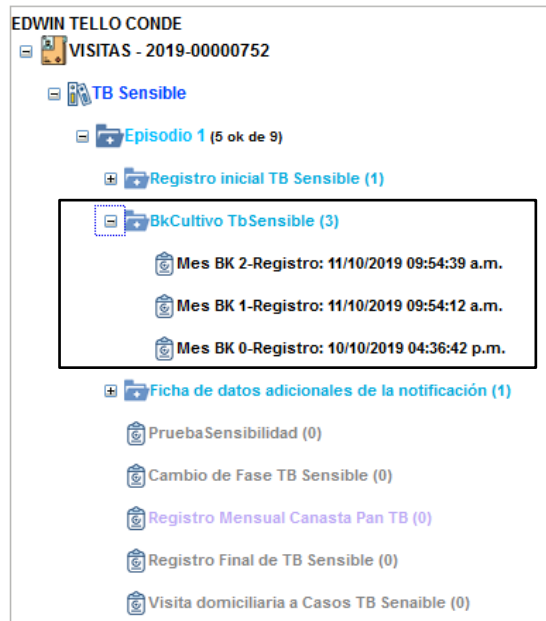 EDWIN TELLO CONDE
VISITAS - 2019-00000752
TB Sensible
Episodio 1 (5 ok de 9)
Registro inicial TB Sensible (1)
BkCultivo TbSensible (3)
Mes BK 2-Registro: 11/10/2019 09:54:39 a.m.
Mes BK 1-Registro: 11/10/2019 09:54:12 a.m.
Mes BK 0-Registro: 10/10/2019 04:36:42 p.m.
Ficha de datos adicionales de la notificación (1)
PruebaSensibilidad (0)
Cambio de Fase TB Sensible (0)
Registro Mensual Canasta Pan TB (0)
Registro Final de TB Sensible (0)
Visita domiciliaria a Casos TB Senaible (0)